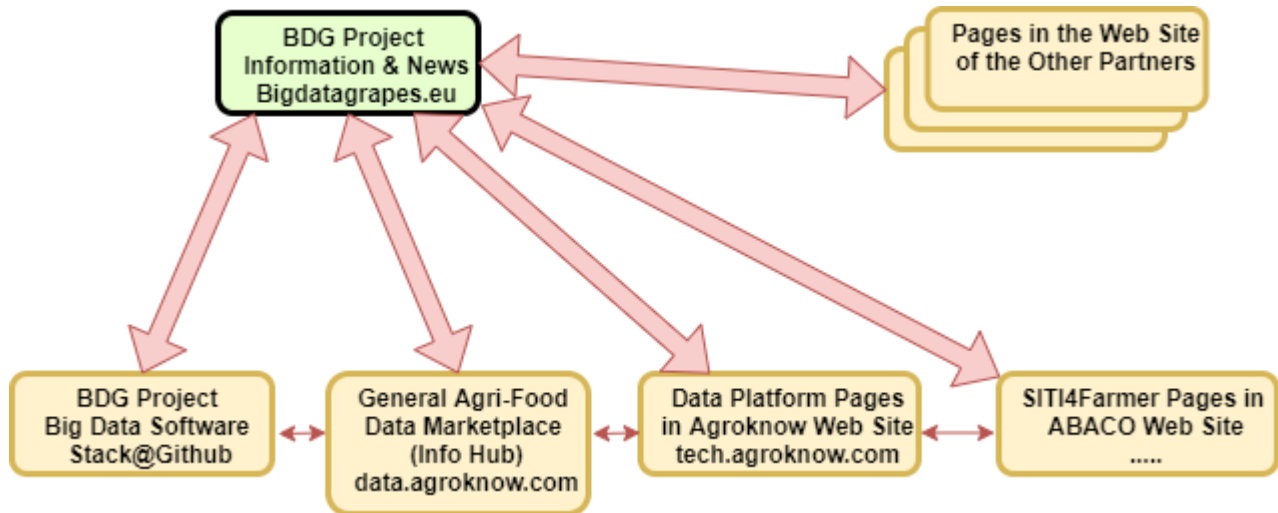 BDG Project
Information & News
Bigdatagrapes.eu
Pages in the Web Site
of the Other Partners
BDG Project
Big Data Software
Stack@Github
General Agri-Food
Data Marketplace
(Info Hub)
data.agroknow.com
Data Platform Pages
in Agroknow Web Site
tech.agroknow.com
SITI4Farmer Pages in
ABACO Web Site
.....